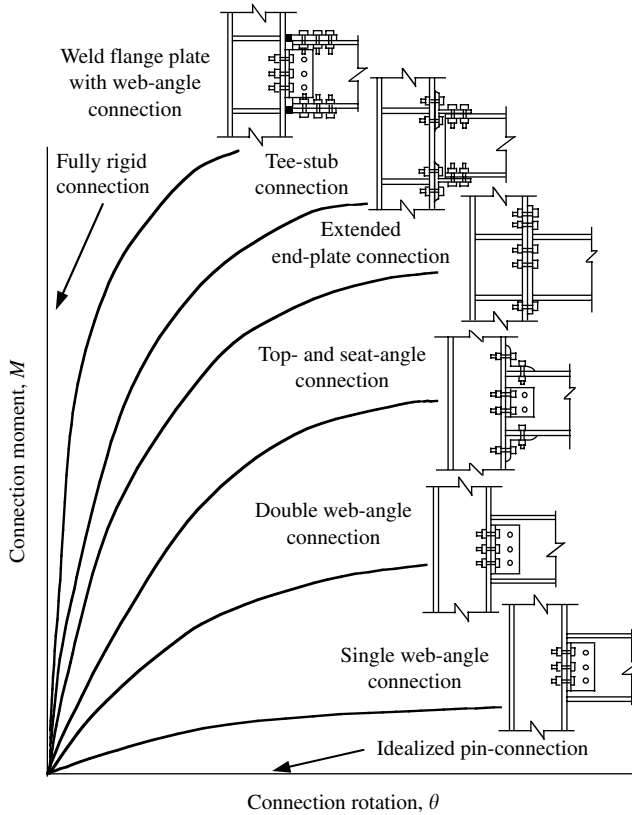 Weld flange plate
with web-angle
connection
Fully rigid
connection
Tee-stub
connection
Extended
end-plate connection
Top- and seat-angle
connection
Double web-angle
connection
Single web-angle
connection
Idealized pin-connection
Connection moment, M
Connection rotation, θ